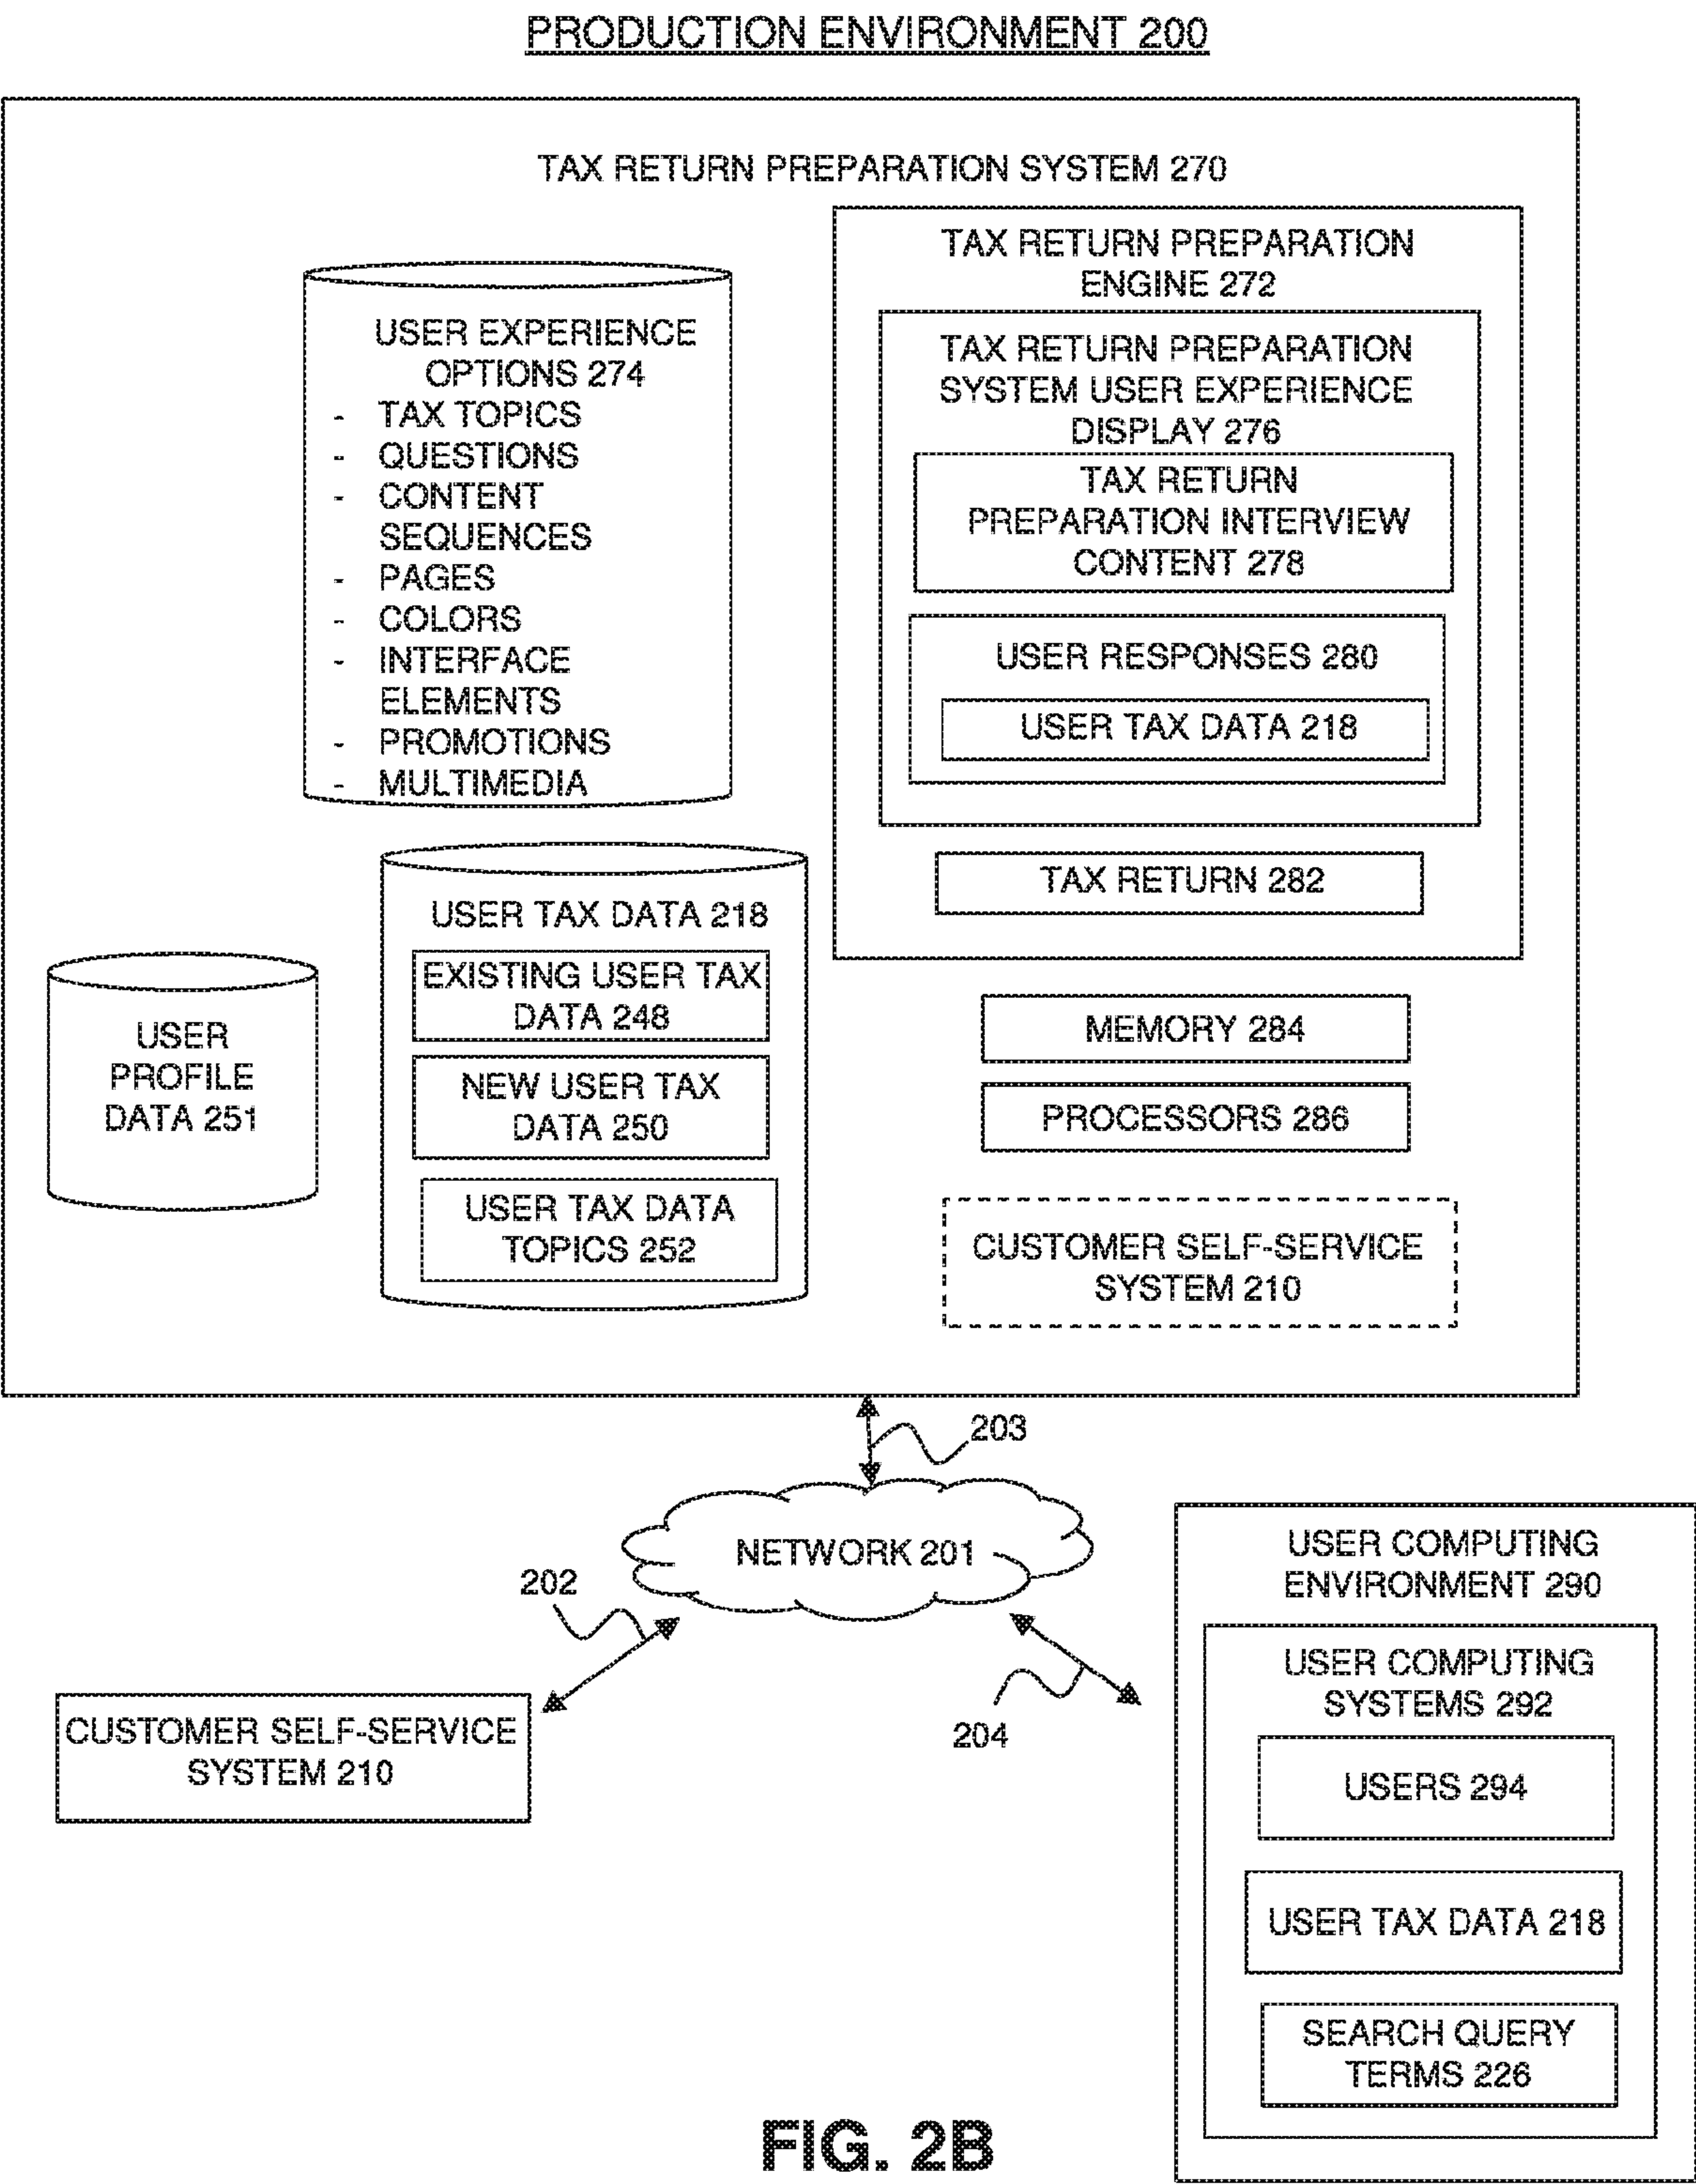 PRODUCTION ENVIRONMENT 200
TAX RETURN PREPARATION SYSTEM 270
USER EXPERIENCE
OPTIONS 274
- TAX TOPICS
- QUESTIONS
- CONTENT
SEQUENCES
- PAGES
- COLORS
- INTERFACE
ELEMENTS
- PROMOTIONS
- MULTIMEDIA
TAX RETURN PREPARATION
ENGINE 272
TAX RETURN PREPARATION
SYSTEM USER EXPERIENCE
DISPLAY 276
TAX RETURN
PREPARATION INTERVIEW
CONTENT 278
USER RESPONSES 280
USER TAX DATA 218
TAX RETURN 282
USER
PROFILE
DATA 251
USER TAX DATA 218
EXISTING USER TAX
DATA 248
NEW USER TAX
DATA 250
USER TAX DATA
TOPICS 252
MEMORY 284
PROCESSORS 286
CUSTOMER SELF-SERVICE
SYSTEM 210
203
NETWORK 201
202
204
CUSTOMER SELF-SERVICE
SYSTEM 210
USER COMPUTING
ENVIRONMENT 290
USER COMPUTING
SYSTEMS 292
USERS 294
USER TAX DATA 218
SEARCH QUERY
TERMS 226
FIG. 2B